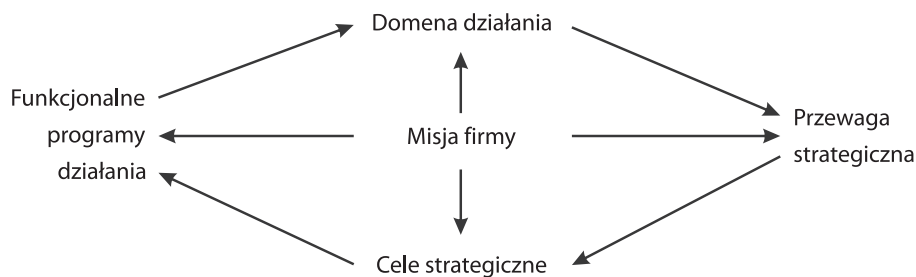 Domena działania
Funkcjonalne
programy
działania
Misja firmy
Przewaga
strategiczna
Cele strategiczne